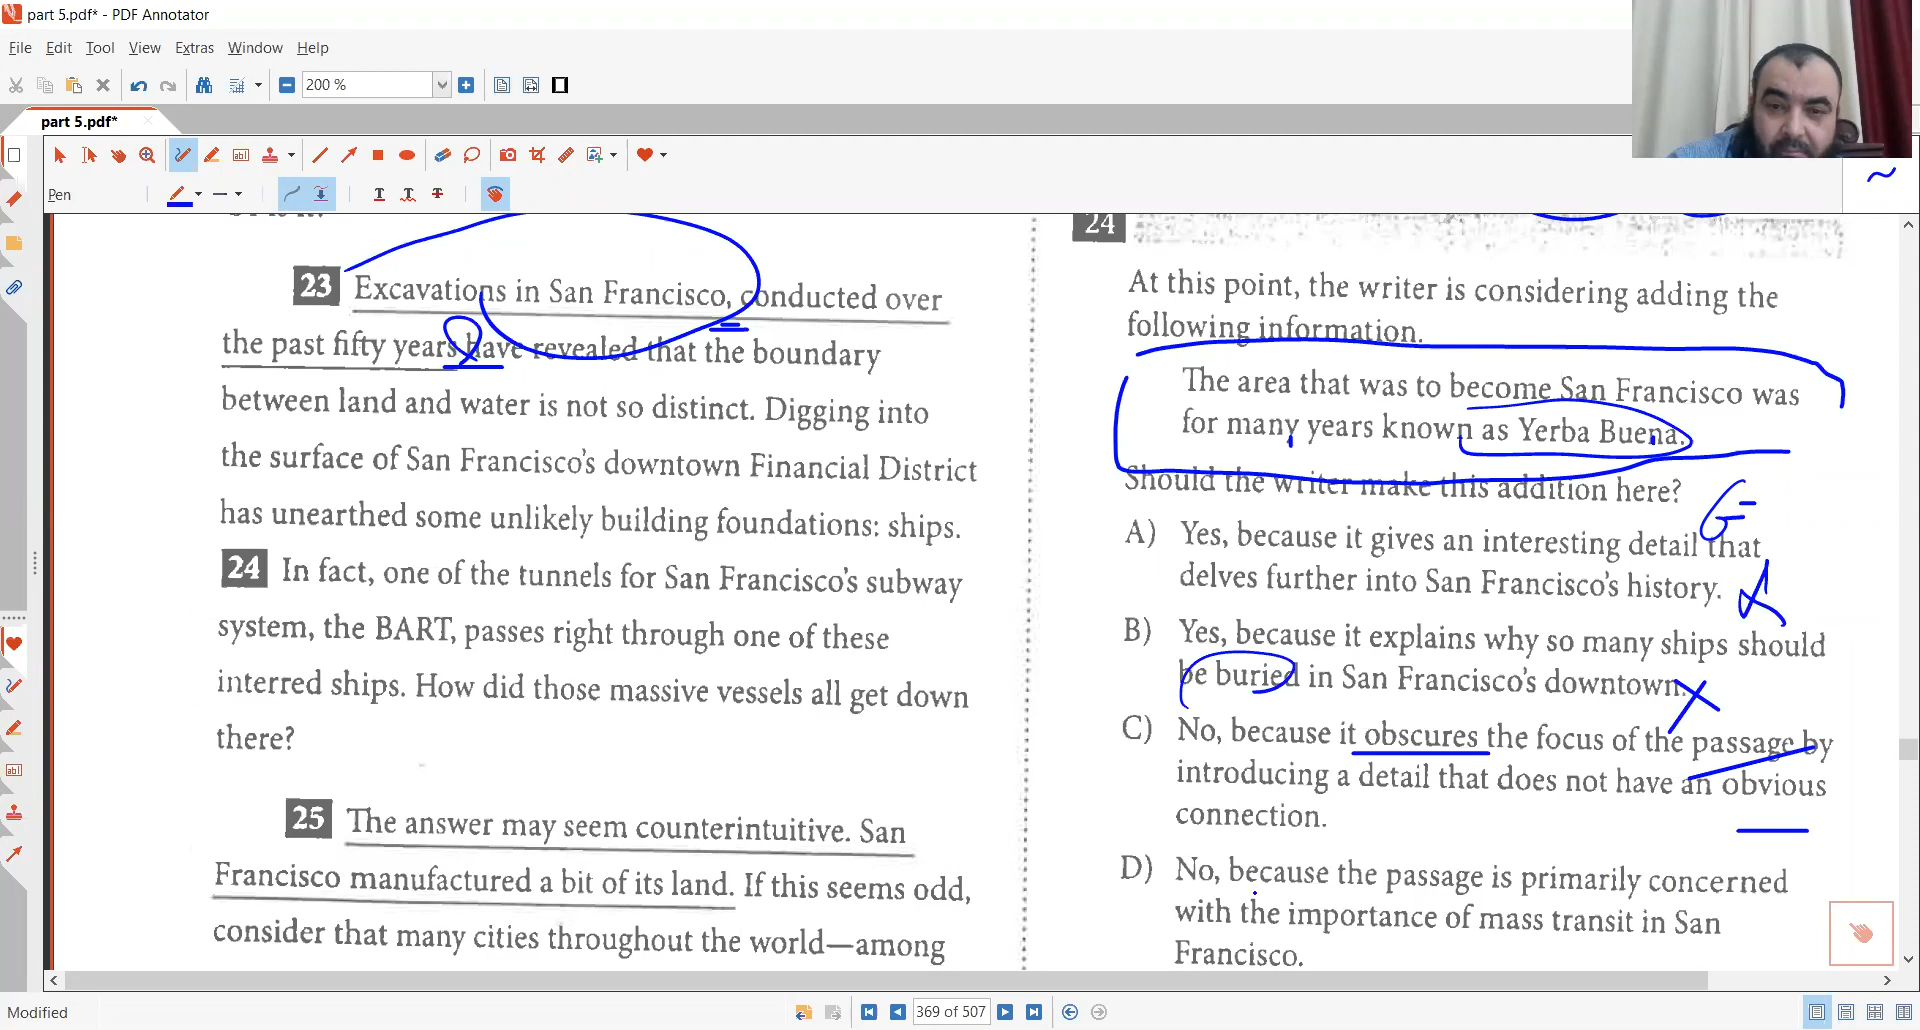 part 5.pdf* - PDF Annotator
File Edit Tool View Extras Window Help
200 %
part 5.pdf*
Pen
23 Excavations in San Francisco, conducted over
the past fifty years have revealed that the boundary
between land and water is not so distinct. Digging into
the surface of San Francisco's downtown Financial District
has unearthed some unlikely building foundations: ships.
24 In fact, one of the tunnels for San Francisco's subway
system, the BART, passes right through one of these
interred ships. How did those massive vessels all get down
there?
25 The answer may seem counterintuitive. San
Francisco manufactured a bit of its land. If this seems odd,
consider that many cities throughout the world—among
24
At this point, the writer is considering adding the
following information.
The area that was to become San Francisco was
for many years known as Yerba Buena.
Should the writer make this addition here?
A) Yes, because it gives an interesting detail that
delves further into San Francisco's history.
B) Yes, because it explains why so many ships should
be buried in San Francisco's downtown.
C) No, because it obscures the focus of the passage by
introducing a detail that does not have an obvious
connection.
D) No, because the passage is primarily concerned
with the importance of mass transit in San
Francisco.
Modified
369 of 507